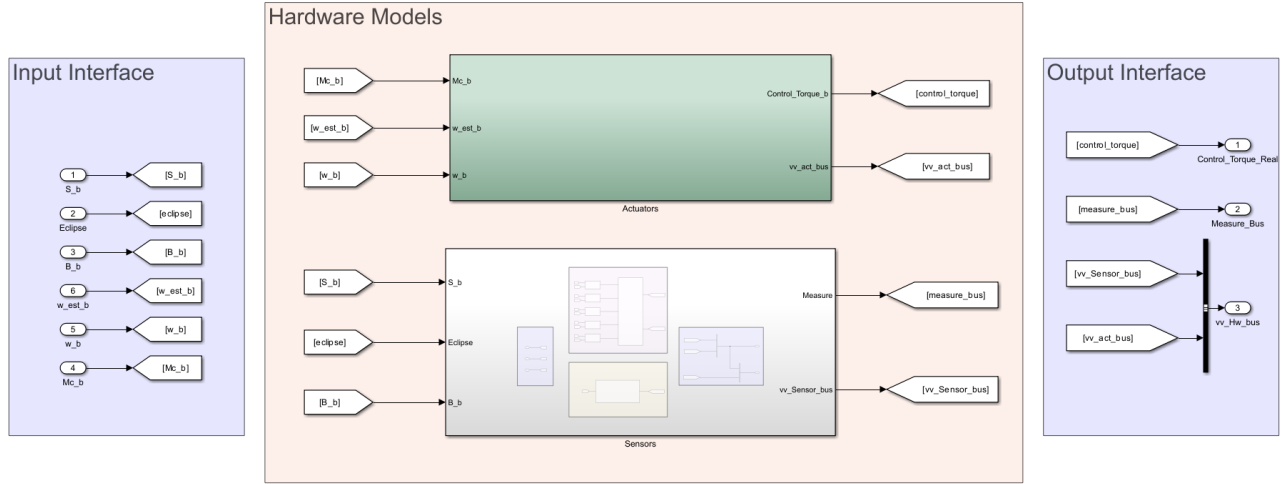 Input Interface
1
S_b
[S_b]
2
Eclipse
[eclipse]
3
B_b
[B_b]
6
w_est_b
[w_est_b]
5
w_b
[w_b]
4
Mc_b
[Mc_b]
Hardware Models
[Mc_b]
[w_est_b]
[w_b]
Mc_b
w_est_b
w_b
Control_Torque_b
vv_act_bus
Actuators
[control_torque]
[vv_act_bus]
[S_b]
[eclipse]
[B_b]
S_b
Eclipse
B_b
Measure
vv_Sensor_bus
Sensors
[measure_bus]
[vv_Sensor_bus]
Output Interface
[control_torque]
1
Control_Torque_Real
[measure_bus]
2
Measure_Bus
[vv_Sensor_bus]
[vv_act_bus]
3
vv_Hw_bus